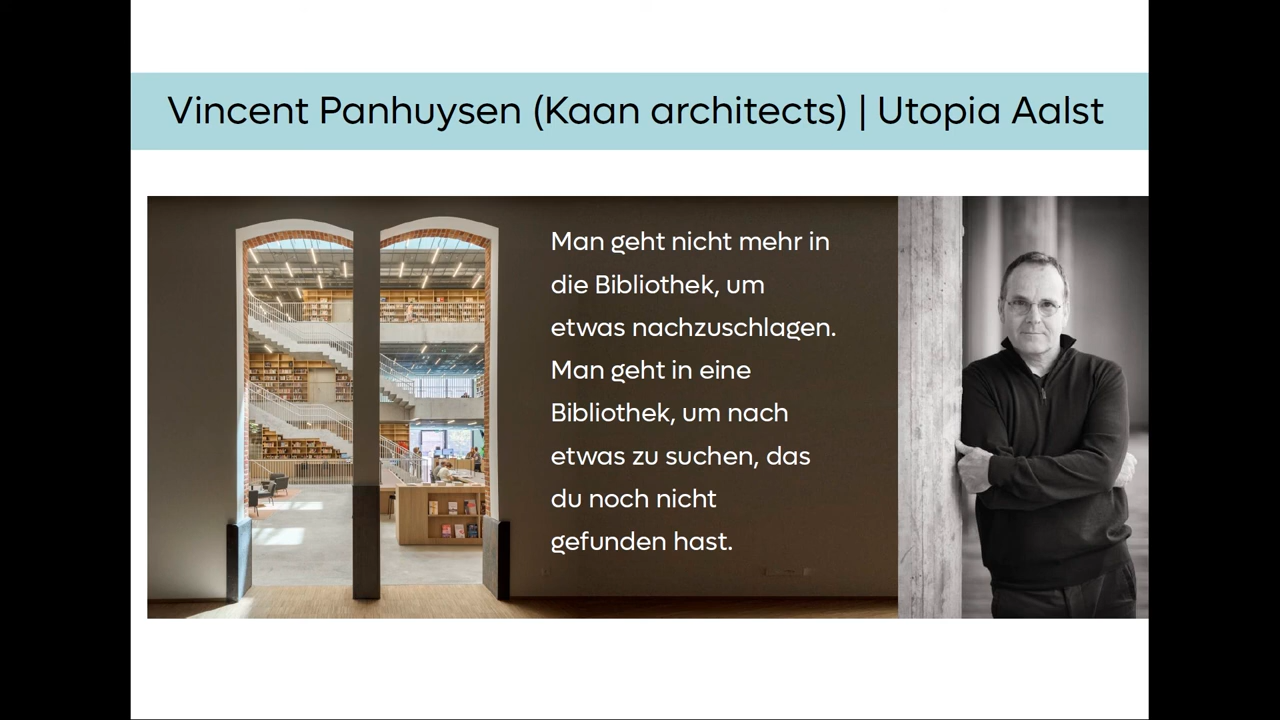 Vincent Panhuysen (Kaan architects) | Utopia Aalst
Man geht nicht mehr in
die Bibliothek, um
etwas nachzuschlagen.
Man geht in eine
Bibliothek, um nach
etwas zu suchen, das
du noch nicht
gefunden hast.